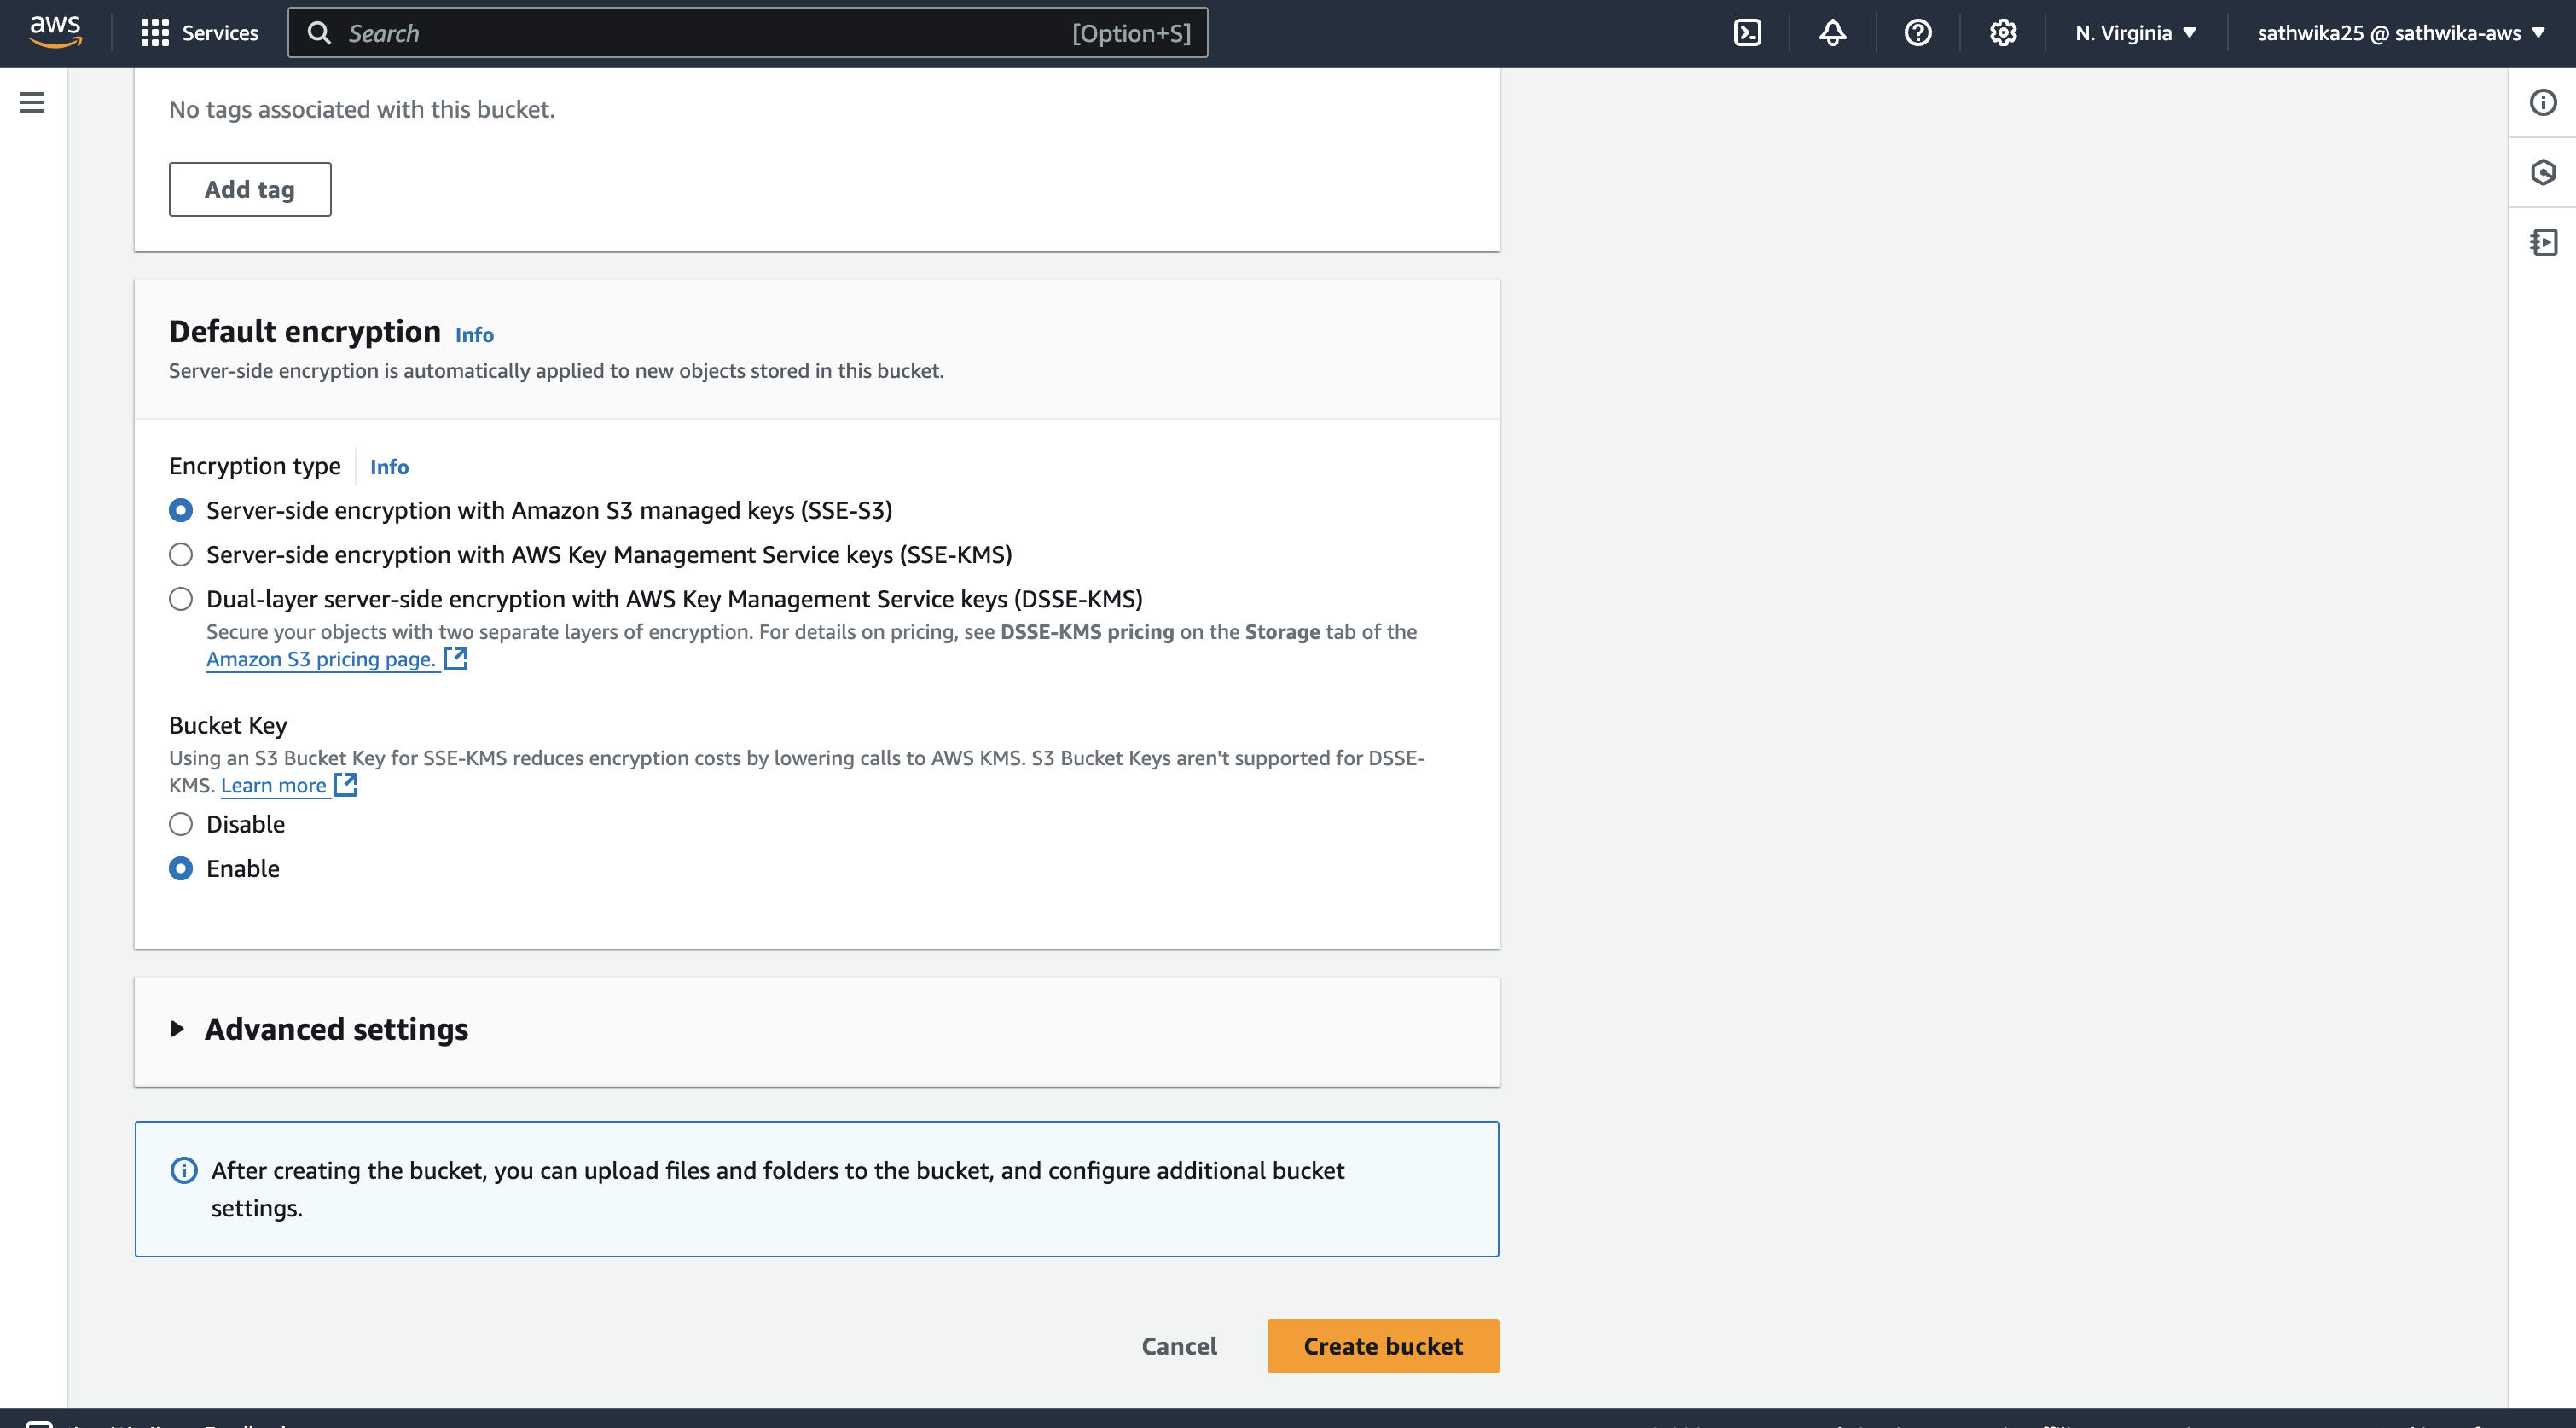 aws
Services
Search
[Option+S]
N. Virginia
sathwika25 @ sathwika-aws
No tags associated with this bucket.
Add tag
Default encryption Info
Server-side encryption is automatically applied to new objects stored in this bucket.
Encryption type Info
Server-side encryption with Amazon S3 managed keys (SSE-S3)
Server-side encryption with AWS Key Management Service keys (SSE-KMS)
Dual-layer server-side encryption with AWS Key Management Service keys (DSSE-KMS)
Secure your objects with two separate layers of encryption. For details on pricing, see DSSE-KMS pricing on the Storage tab of the
Amazon S3 pricing page.
Bucket Key
Using an S3 Bucket Key for SSE-KMS reduces encryption costs by lowering calls to AWS KMS. S3 Bucket Keys aren't supported for DSSE-
KMS. Learn more
Disable
Enable
Advanced settings
After creating the bucket, you can upload files and folders to the bucket, and configure additional bucket
settings.
Cancel
Create bucket